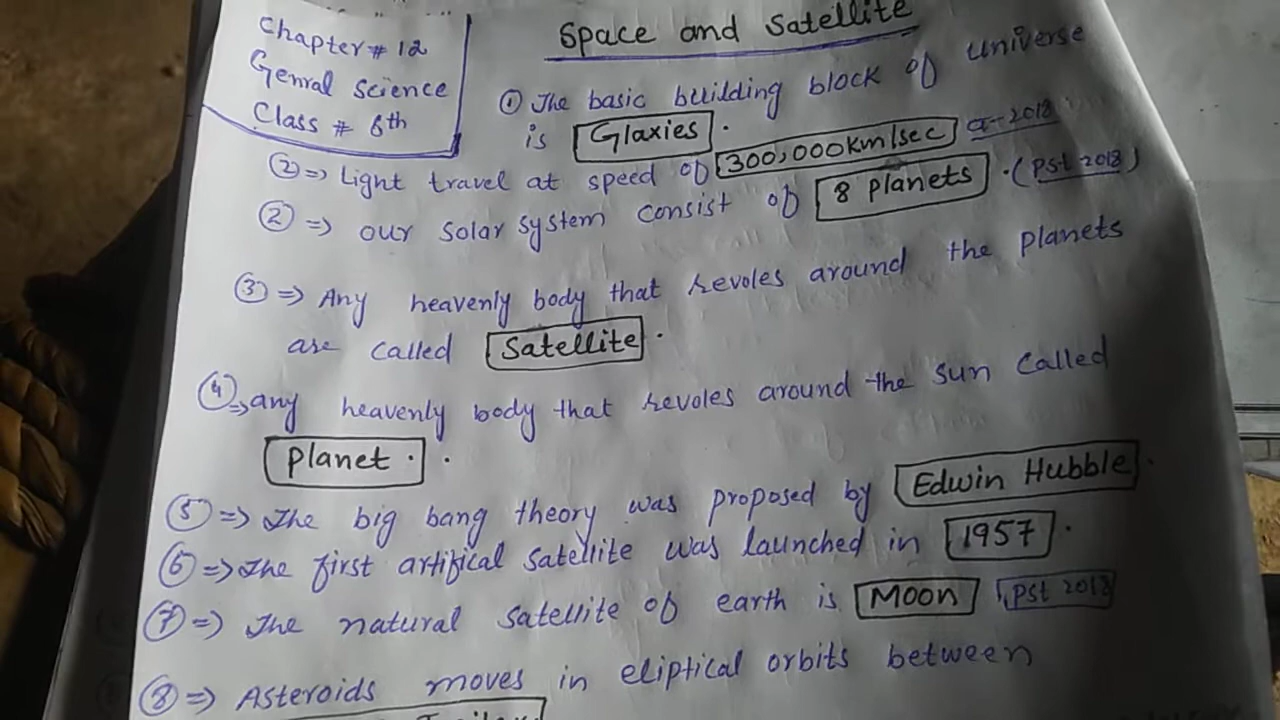 Chapter # 12
Genral science
Class # 6th
Space and Satellite
① The basic building block of universe
is Glaxies.
② => Light travel at speed of 300,000km/sec a-2018
② => our solar system consist of 8 planets. (Pst 2018)
③ => Any heavenly body that revoles around the planets
are called Satellite.
④ => any heavenly body that revoles around the sun called
planet. .
⑤ => The big bang theory was proposed by Edwin Hubble.
⑥ => The first artifical satellite was launched in 1957.
⑦ => The natural satellite of earth is Moon Pst 2018
⑧ => Asteroids moves in eliptical orbits between